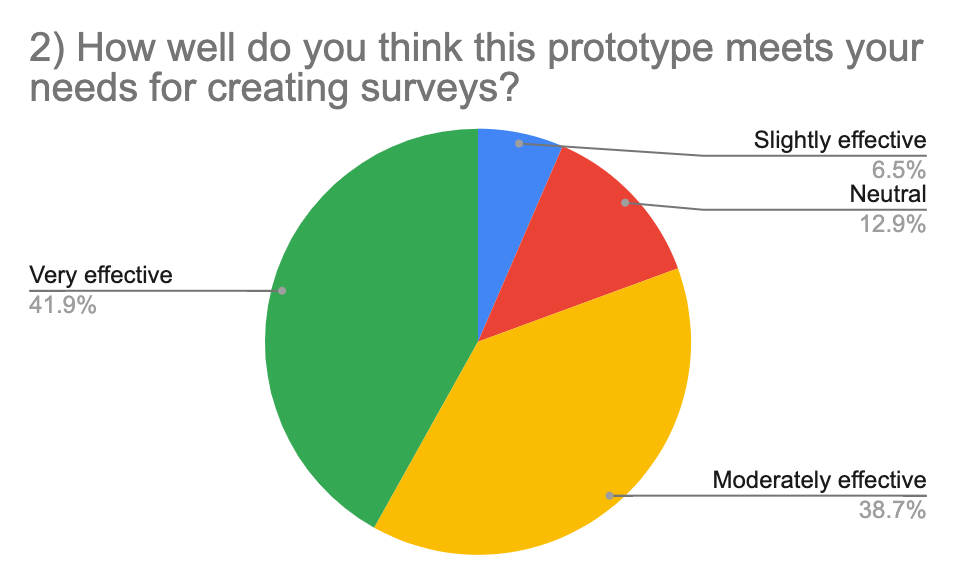 2) How well do you think this prototype meets your
needs for creating surveys?
Slightly effective
6.5%
Neutral
12.9%
Very effective
41.9%
Moderately effective
38.7%